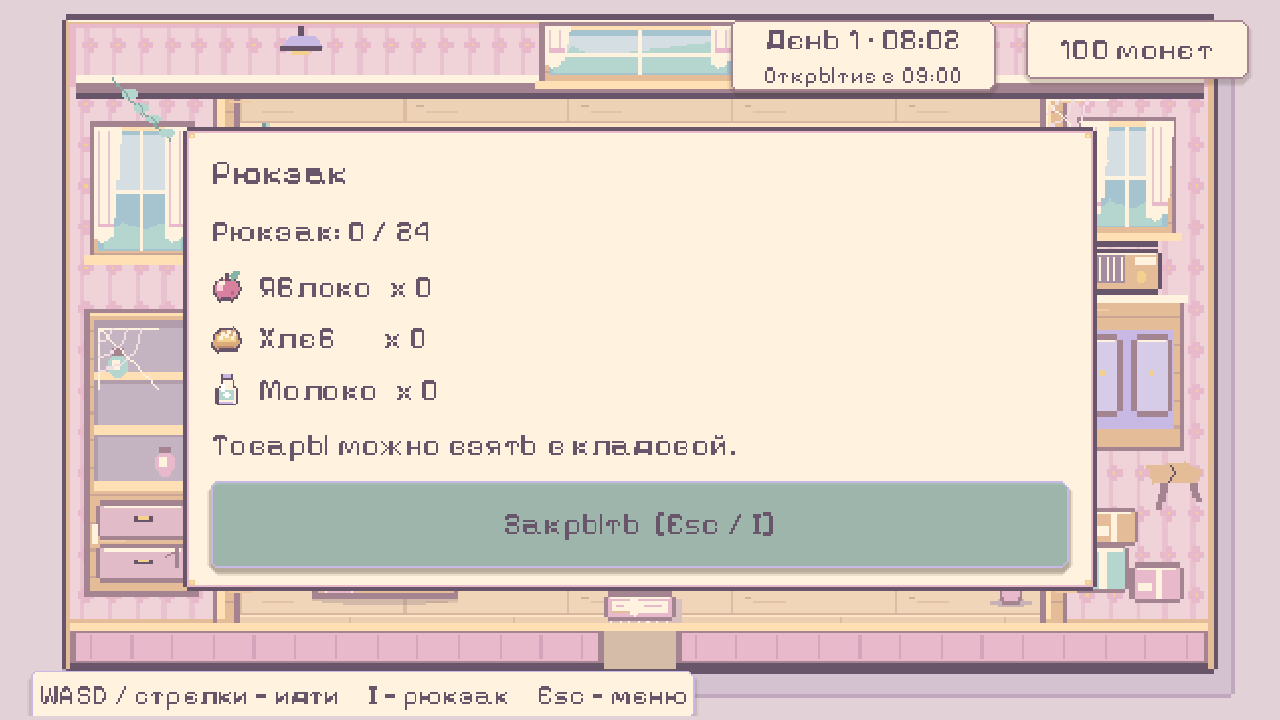 День 1 · 08:02
Открытие в 09:00
100 монет
Рюкзак
Рюкзак: 0 / 24
Яблоко x 0
Хлеб x 0
Молоко x 0
Товары можно взять в кладовой.
Закрыть (Esc / I)
WASD / стрелки - идти I - рюкзак Esc - меню